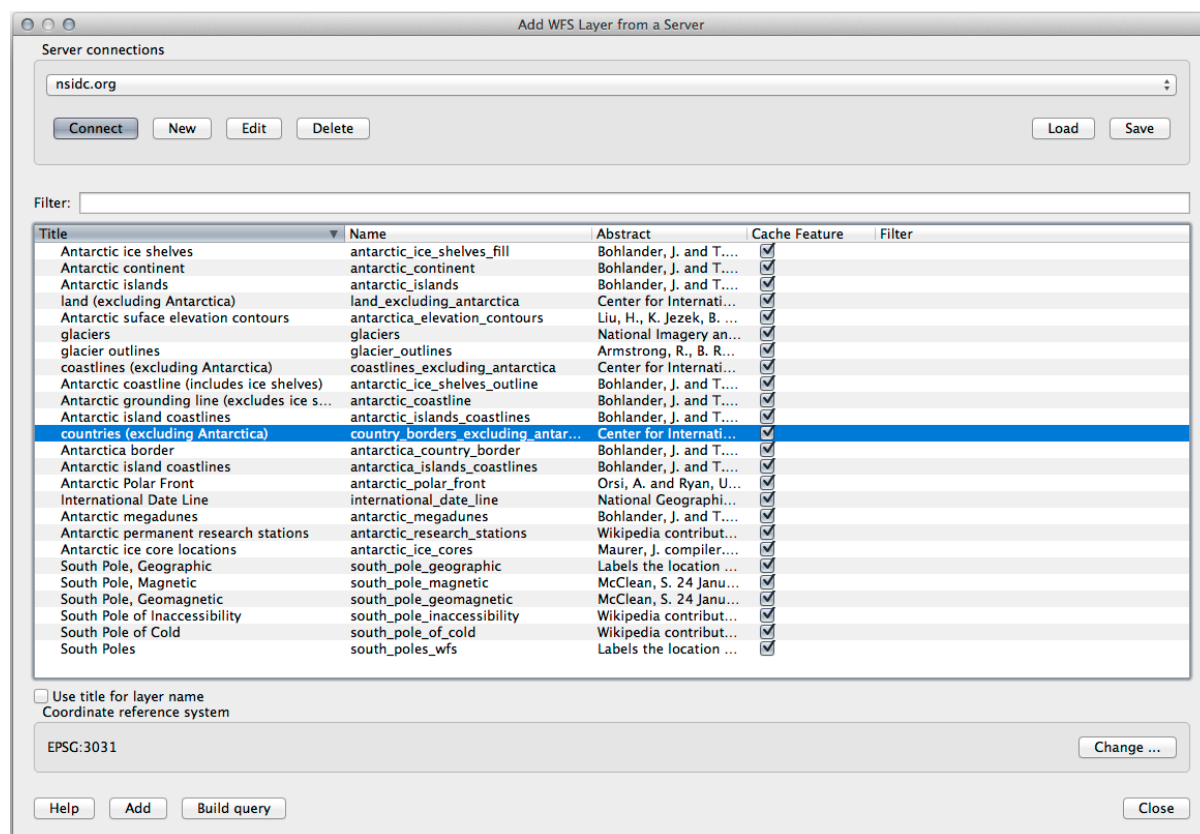 Add WFS Layer from a Server
Server connections
nsidc.org
Connect New Edit Delete Load Save
Filter:
Title Name Abstract Cache Feature Filter
Antarctic ice shelves antarctic_ice_shelves_fill Bohlander, J. and T....
Antarctic continent antarctic_continent Bohlander, J. and T....
Antarctic islands antarctic_islands Bohlander, J. and T....
land (excluding Antarctica) land_excluding_antarctica Center for Internati...
Antarctic suface elevation contours antarctica_elevation_contours Liu, H., K. Jezek, B. ...
glaciers glaciers National Imagery an...
glacier outlines glacier_outlines Armstrong, R., B. R...
coastlines (excluding Antarctica) coastlines_excluding_antarctica Center for Internati...
Antarctic coastline (includes ice shelves) antarctic_ice_shelves_outline Bohlander, J. and T....
Antarctic grounding line (excludes ice s... antarctic_coastline Bohlander, J. and T....
Antarctic island coastlines antarctic_islands_coastlines Bohlander, J. and T....
countries (excluding Antarctica) country_borders_excluding_antar... Center for Internati...
Antarctica border antarctica_country_border Bohlander, J. and T....
Antarctic island coastlines antarctica_islands_coastlines Bohlander, J. and T....
Antarctic Polar Front antarctic_polar_front Orsi, A. and Ryan, U...
International Date Line international_date_line National Geographi...
Antarctic megadunes antarctic_megadunes Bohlander, J. and T....
Antarctic permanent research stations antarctic_research_stations Wikipedia contribut...
Antarctic ice core locations antarctic_ice_cores Maurer, J. compiler....
South Pole, Geographic south_pole_geographic Labels the location ...
South Pole, Magnetic south_pole_magnetic McClean, S. 24 Janu...
South Pole, Geomagnetic south_pole_geomagnetic McClean, S. 24 Janu...
South Pole of Inaccessibility south_pole_inaccessibility Wikipedia contribut...
South Pole of Cold south_pole_of_cold Wikipedia contribut...
South Poles south_poles_wfs Labels the location ...
Use title for layer name
Coordinate reference system
EPSG:3031 Change ...
Help Add Build query Close